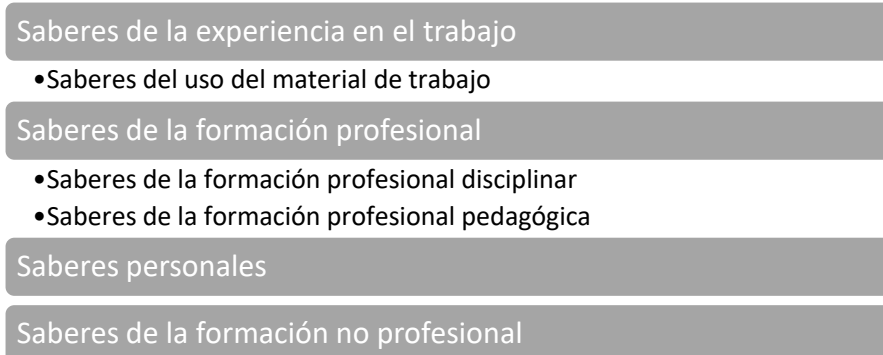 Saberes de la experiencia en el trabajo
•Saberes del uso del material de trabajo
Saberes de la formación profesional
•Saberes de la formación profesional disciplinar
•Saberes de la formación profesional pedagógica
Saberes personales
Saberes de la formación no profesional